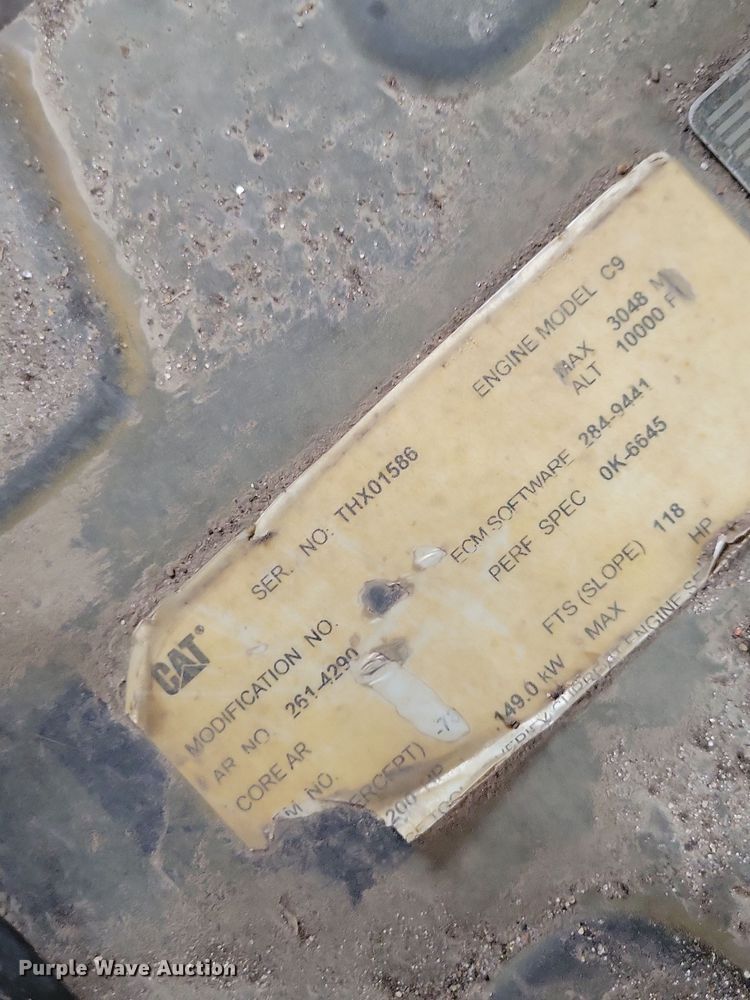 CAT®
SER. NO. THX01586 ENGINE MODEL C9
MODIFICATION NO. MAX 3048 M
ALT 10000 F
AR NO. 261-4290 ECM SOFTWARE 284-9441
CORE AR PERF SPEC 0K-6645
NO.
FTS (SLOPE) 118
149.0 kW MAX HP
Purple Wave Auction